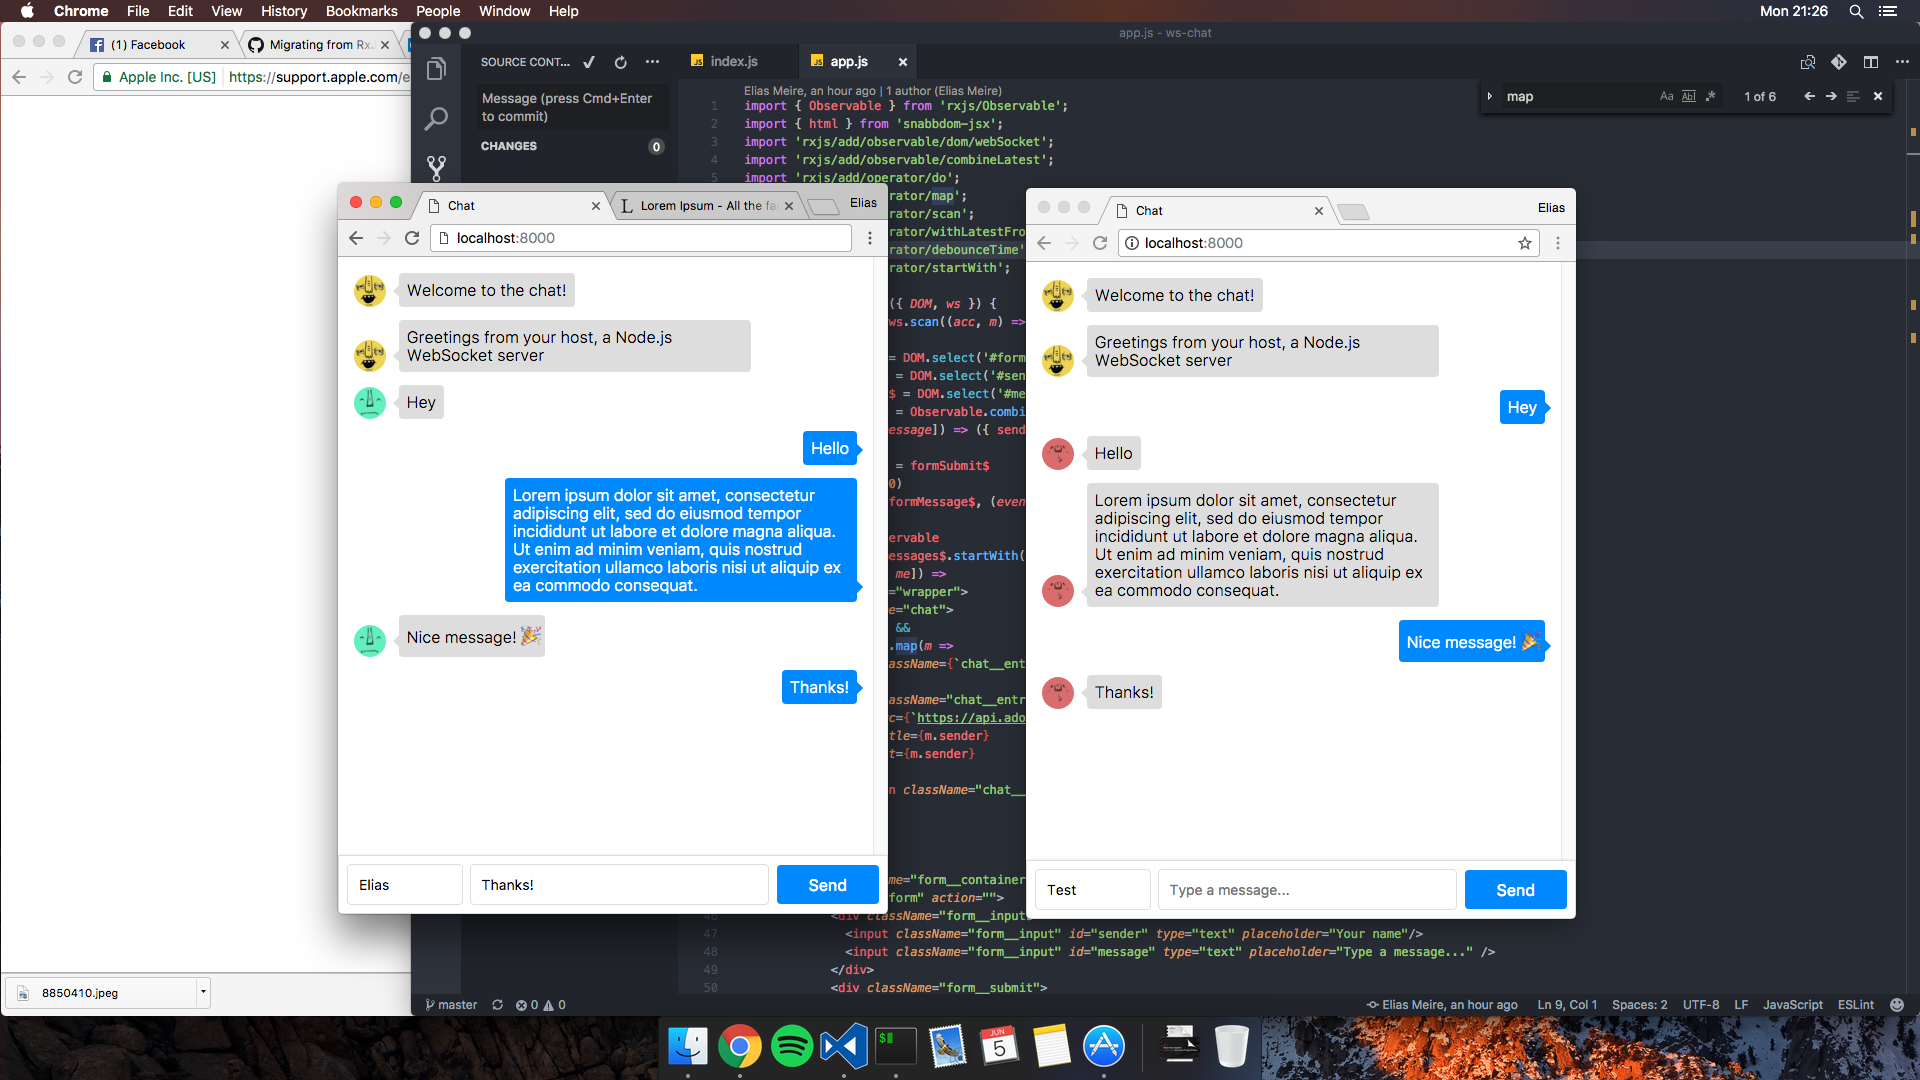 Chrome File Edit View History Bookmarks People Window Help
Mon 21:26
(1) Facebook
Migrating from Rx
Apple Inc. [US] https://support.apple.com/e
8850410.jpeg
app.js - ws-chat
SOURCE CONT...
Message (press Cmd+Enter
to commit)
CHANGES 0
index.js
app.js
Elias Meire, an hour ago | 1 author (Elias Meire)
map
Aa Abl .* 1 of 6
1 import { Observable } from 'rxjs/Observable';
2 import { html } from 'snabbdom-jsx';
3 import 'rxjs/add/observable/dom/webSocket';
4 import 'rxjs/add/observable/combineLatest';
5 import 'rxjs/add/operator/do';
rator/map';
rator/scan';
rator/withLatestFro
rator/debounceTime'
rator/startWith';
({ DOM, ws }) {
ws.scan((acc, m) =>
= DOM.select('#form
= DOM.select('#sen
$ = DOM.select('#me
= Observable.combi
essage]) => ({ send
= formSubmit$
0)
formMessage$, (even
ervable
essages$.startWith(
me]) =>
="wrapper">
e="chat">
&&
.map(m =>
assName={`chat__ent
assName="chat__entr
c={`https://api.ado
tle={m.sender}
t={m.sender}
n className="chat__
me="form__container
form" action="">
46 <div className="form__input
47 <input className="form__input" id="sender" type="text" placeholder="Your name"/>
48 <input className="form__input" id="message" type="text" placeholder="Type a message..." />
49 </div>
50 <div className="form__submit">
master 0 0
Elias Meire, an hour ago Ln 9, Col 1 Spaces: 2 UTF-8 LF JavaScript ESLint
Chat
Lorem Ipsum - All the fa
Elias
localhost:8000
Welcome to the chat!
Greetings from your host, a Node.js
WebSocket server
Hey
Hello
Lorem ipsum dolor sit amet, consectetur
adipiscing elit, sed do eiusmod tempor
incididunt ut labore et dolore magna aliqua.
Ut enim ad minim veniam, quis nostrud
exercitation ullamco laboris nisi ut aliquip ex
ea commodo consequat.
Nice message! 🎉
Thanks!
Elias
Thanks!
Send
Chat
Elias
localhost:8000
Welcome to the chat!
Greetings from your host, a Node.js
WebSocket server
Hey
Hello
Lorem ipsum dolor sit amet, consectetur
adipiscing elit, sed do eiusmod tempor
incididunt ut labore et dolore magna aliqua.
Ut enim ad minim veniam, quis nostrud
exercitation ullamco laboris nisi ut aliquip ex
ea commodo consequat.
Nice message! 🎉
Thanks!
Test
Type a message...
Send
JUN
5